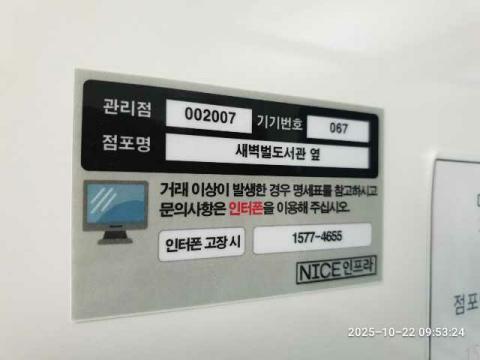 관리점 002007 기기번호 067
점포명 새벽벌도서관 옆
거래 이상이 발생한 경우 명세표를 참고하시고
문의사항은 인터폰을 이용해 주십시오.
인터폰 고장 시 1577-4655
NICE인프라
점포
2025-10-22 09:53:24